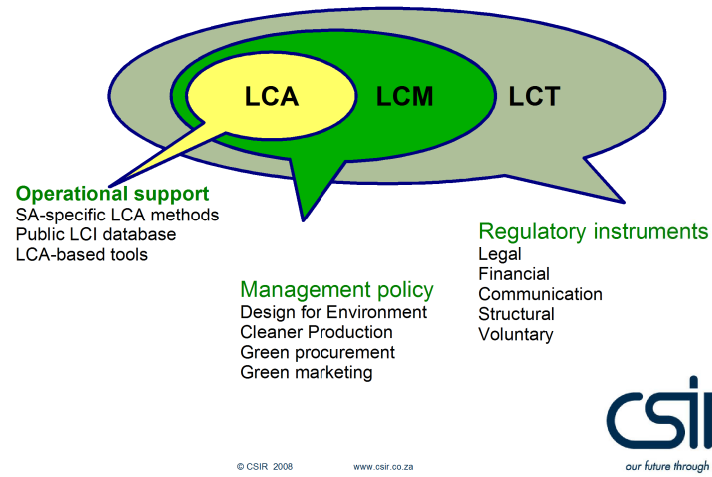 LCA LCM LCT
Operational support
SA-specific LCA methods
Public LCI database
LCA-based tools
Regulatory instruments
Legal
Financial
Communication
Structural
Voluntary
Management policy
Design for Environment
Cleaner Production
Green procurement
Green marketing
csir
our future through
© CSIR 2008 www.csir.co.za